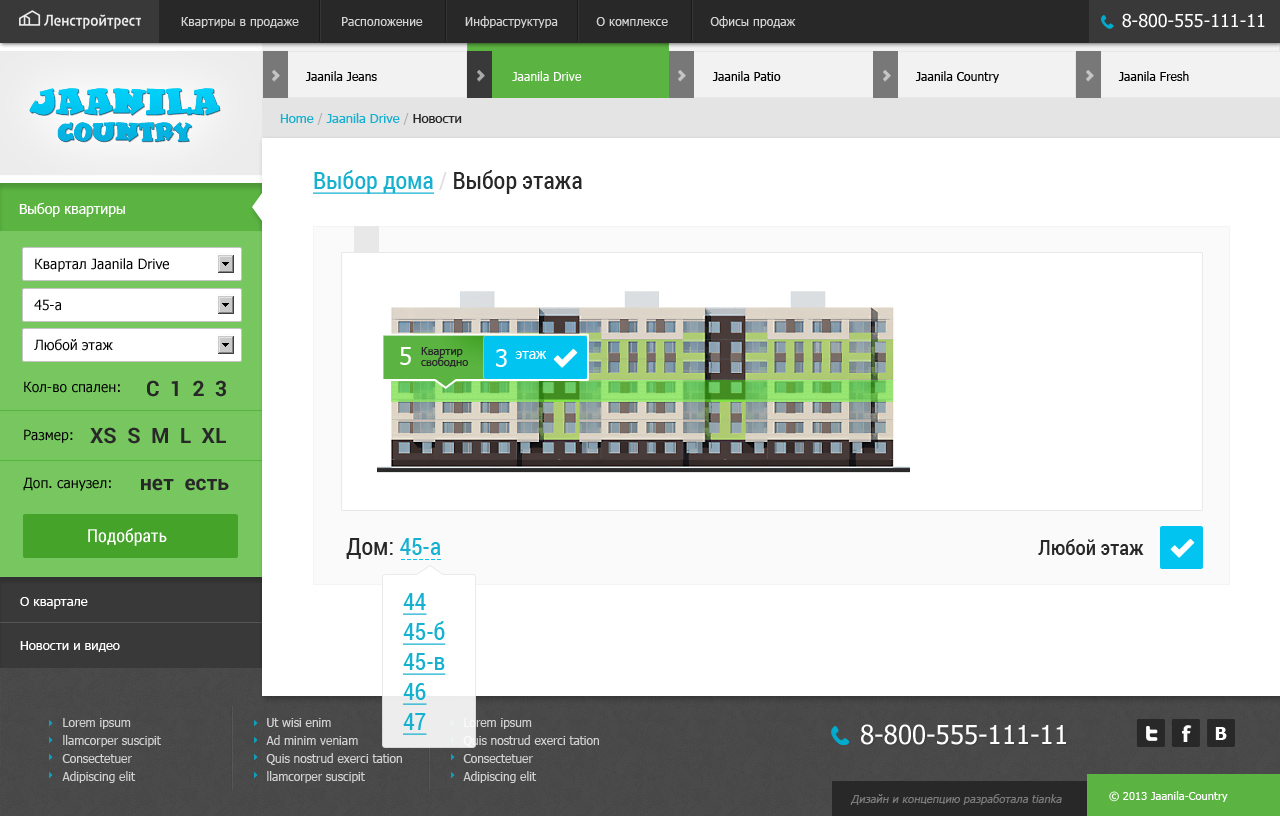 Ленстройтрест
Квартиры в продаже
Расположение
Инфраструктура
О комплексе
Офисы продаж
8-800-555-111-11
JAANILA
COUNTRY
Jaanila Jeans
Jaanila Drive
Jaanila Patio
Jaanila Country
Jaanila Fresh
Home / Jaanila Drive / Новости
Выбор дома / Выбор этажа
Выбор квартиры
Квартал Jaanila Drive
45-а
Любой этаж
Кол-во спален: С 1 2 3
Размер: XS S M L XL
Доп. санузел: нет есть
Подобрать
О квартале
Новости и видео
5 Квартир
свободно
3 этаж
Дом: 45-а
Любой этаж
44
45-б
45-в
46
47
Lorem ipsum
llamcorper suscipit
Consectetuer
Adipiscing elit
Ut wisi enim
Ad minim veniam
Quis nostrud exerci tation
llamcorper suscipit
Lorem ipsum
Quis nostrud exerci tation
Consectetuer
Adipiscing elit
8-800-555-111-11
t f B
Дизайн и концепцию разработала tianka
© 2013 Jaanila-Country